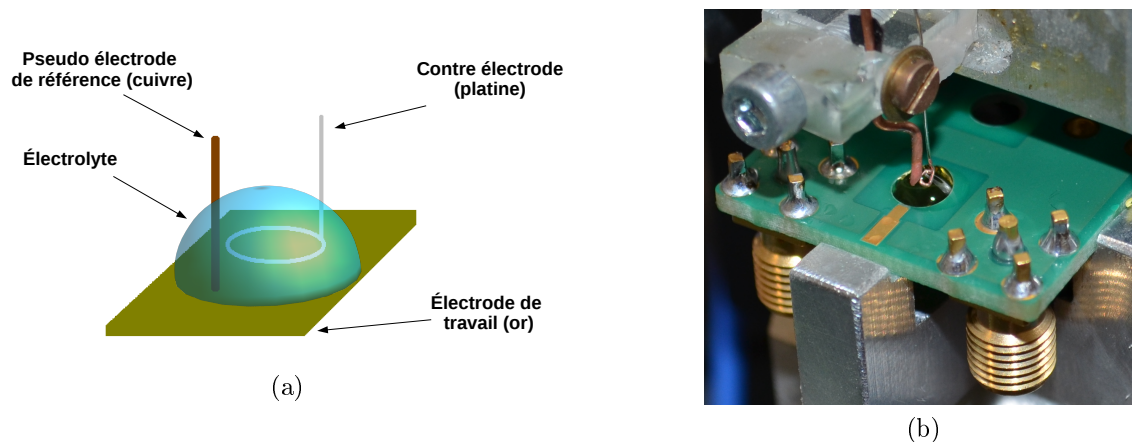 Pseudo électrode
de référence (cuivre)
Contre électrode
(platine)
Électrolyte
Électrode de
travail (or)
(a)
(b)